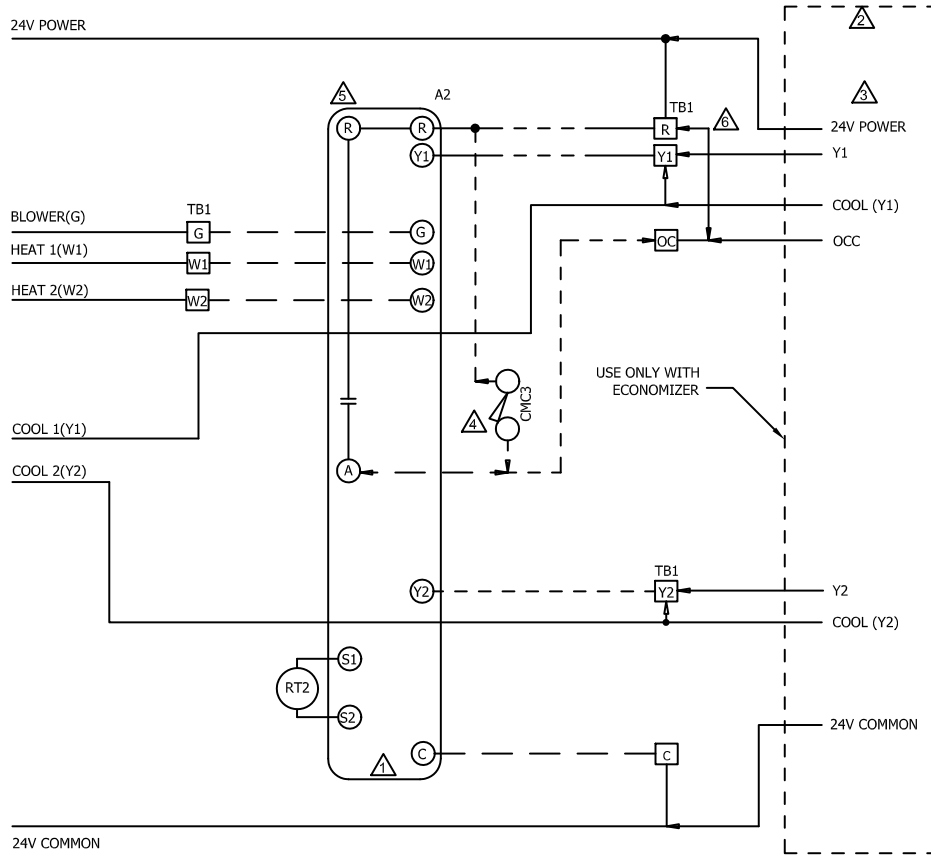 24V POWER
2
5
A2
3
TB1
6
R
R
R
24V POWER
Y1
Y1
Y1
TB1
COOL (Y1)
BLOWER(G)
G
G
OC
OCC
HEAT 1(W1)
W1
W1
HEAT 2(W2)
W2
W2
USE ONLY WITH
ECONOMIZER
CMC3
4
COOL 1(Y1)
COOL 2(Y2)
A
TB1
Y2
Y2
Y2
COOL (Y2)
S1
RT2
S2
24V COMMON
C
C
1
24V COMMON